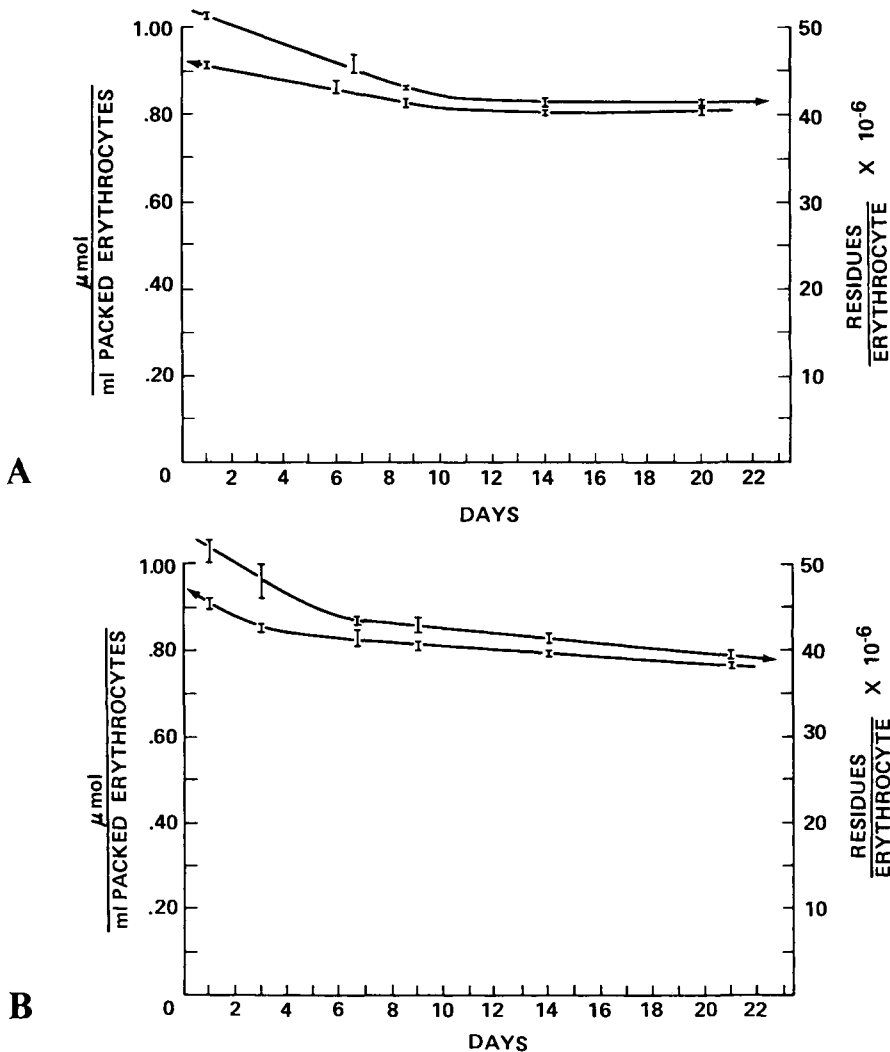 A
1.00
.80
.60
.40
.20
0
μmol
ml PACKED ERYTHROCYTES
50
40
30
20
10
RESIDUES
ERYTHROCYTE
X 10-6
2 4 6 8 10 12 14 16 18 20 22
DAYS
B
1.00
.80
.60
.40
.20
0
μmol
ml PACKED ERYTHROCYTES
50
40
30
20
10
RESIDUES
ERYTHROCYTE
X 10-6
2 4 6 8 10 12 14 16 18 20 22
DAYS